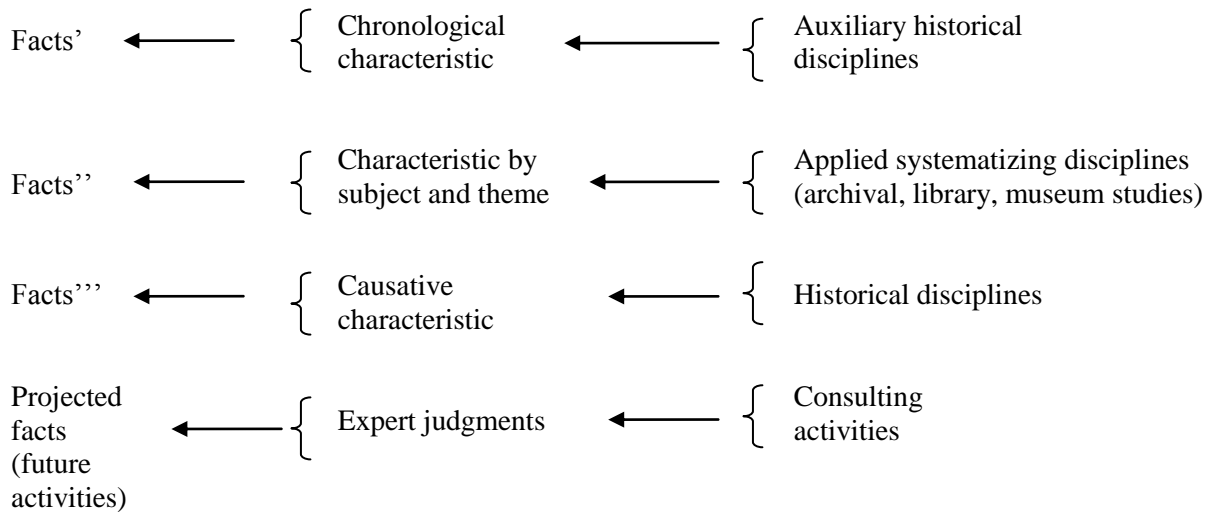 Facts’
Chronological
characteristic
Auxiliary historical
disciplines
Facts’’
Characteristic by
subject and theme
Applied systematizing disciplines
(archival, library, museum studies)
Facts’’’
Causative
characteristic
Historical disciplines
Projected
facts
(future
activities)
Expert judgments
Consulting
activities